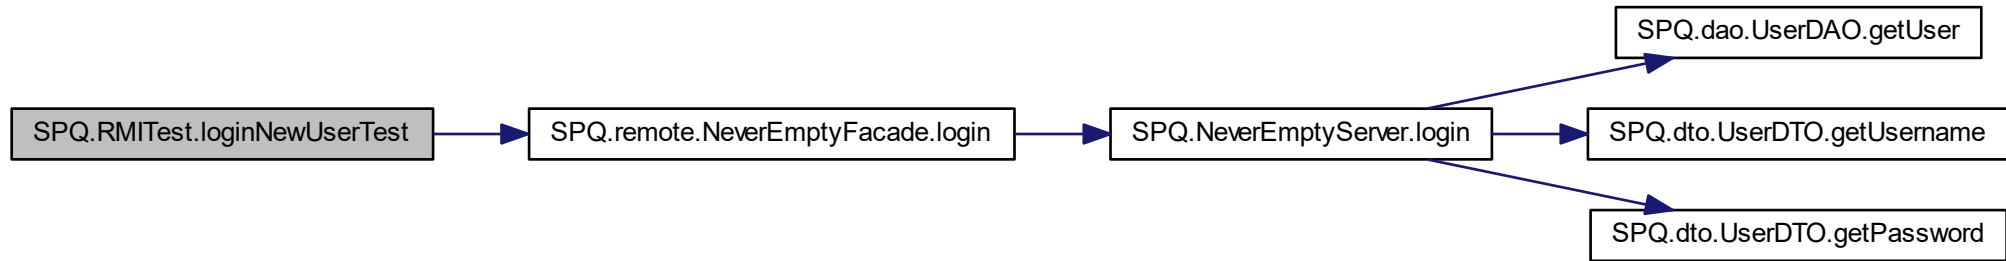 SPQ.RMITest.loginNewUserTest
SPQ.remote.NeverEmptyFacade.login
SPQ.NeverEmptyServer.login
SPQ.dao.UserDAO.getUser
SPQ.dto.UserDTO.getUsername
SPQ.dto.UserDTO.getPassword